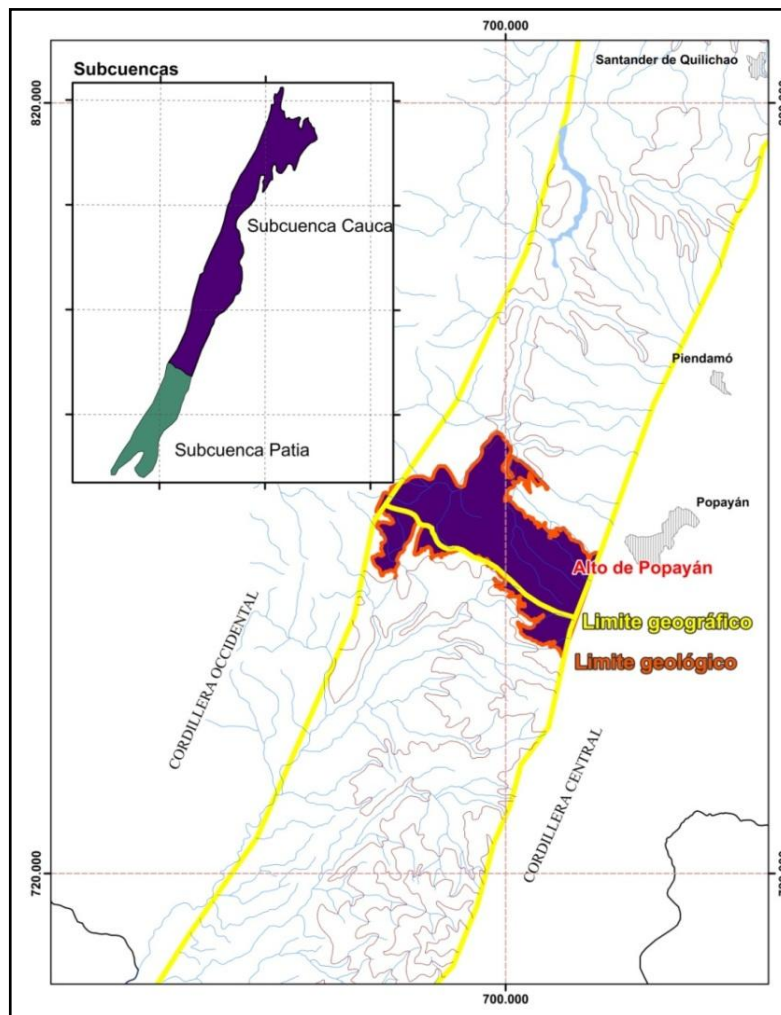 700.000
Santander de Quilichao
Subcuencas
820.000
Subcuenca Cauca
Piendamó
Subcuenca Patia
Popayán
Alto de Popayán
Limite geográfico
Limite geológico
CORDILLERA OCCIDENTAL
CORDILLERA CENTRAL
720.000
700.000